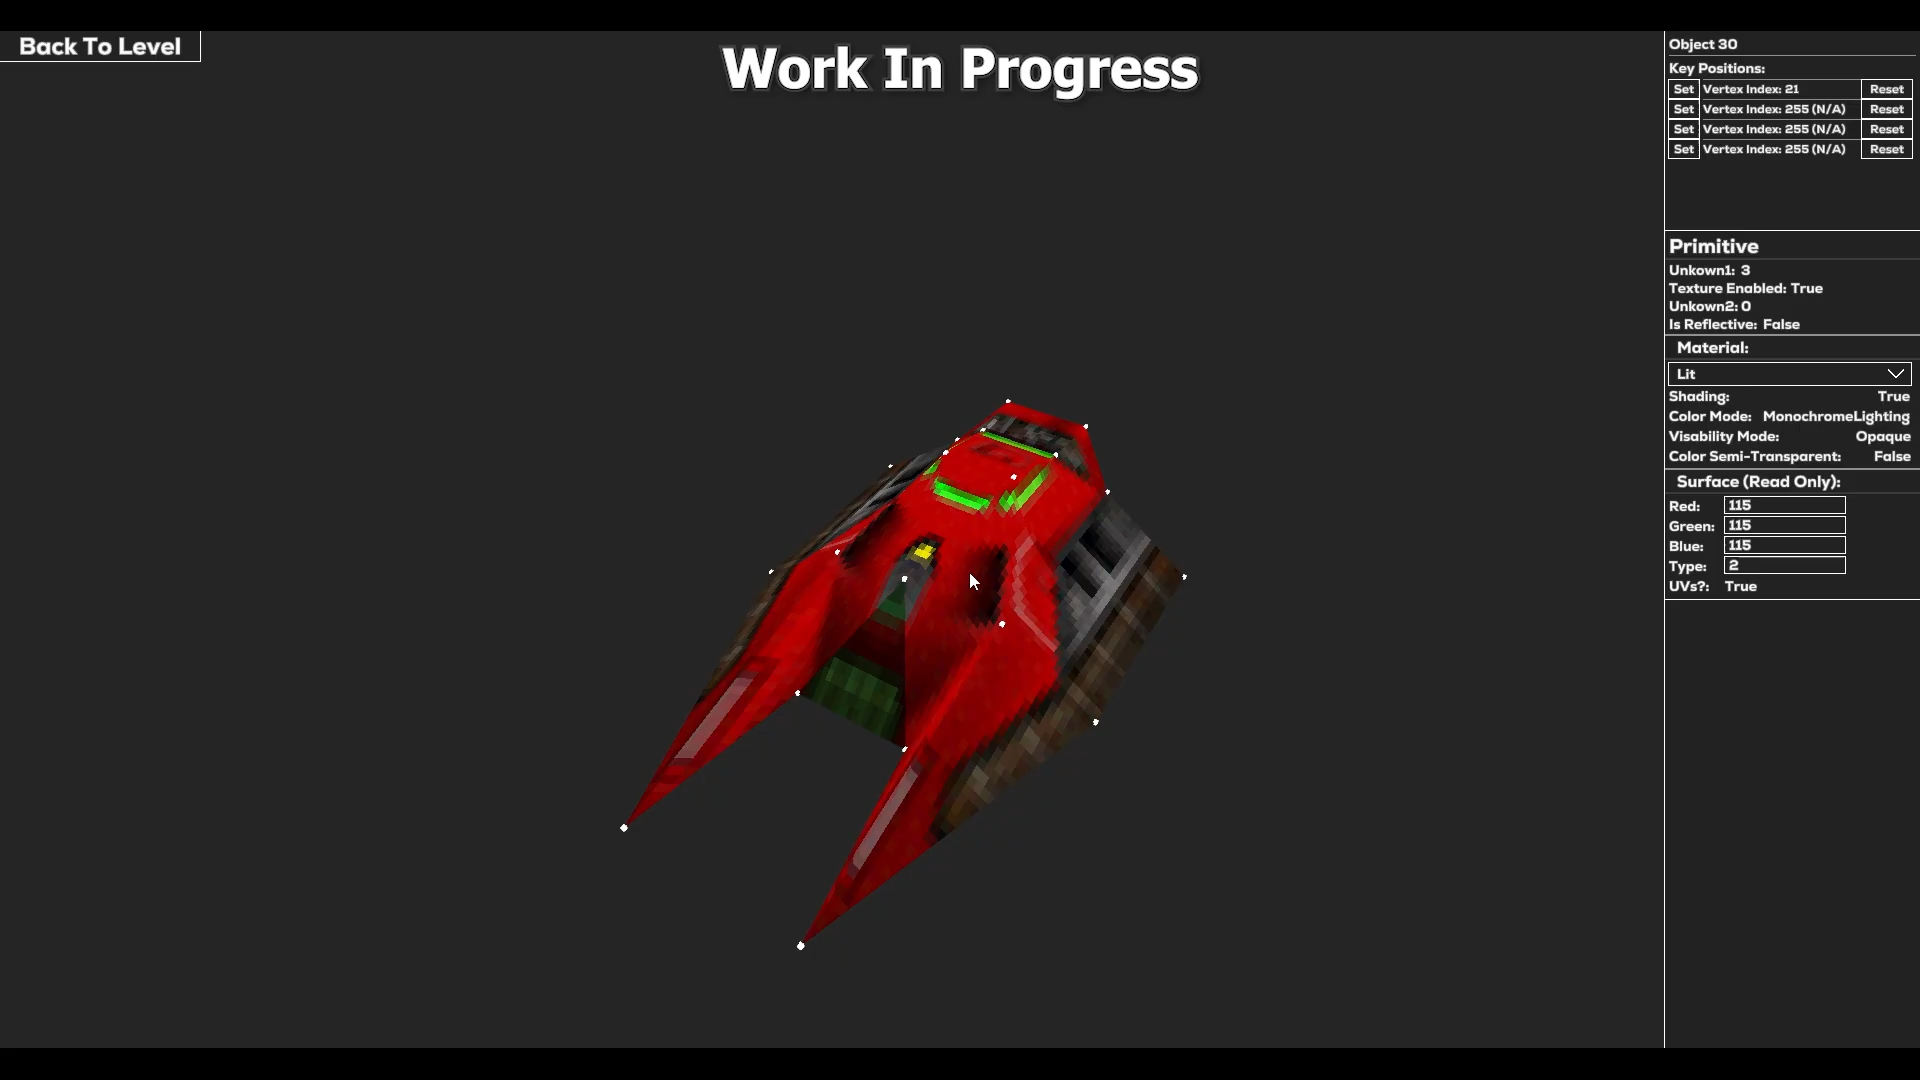 Back To Level
Work In Progress
Object 30
Key Positions:
Set Vertex Index: 21 Reset
Set Vertex Index: 255 (N/A) Reset
Set Vertex Index: 255 (N/A) Reset
Set Vertex Index: 255 (N/A) Reset
Primitive
Unkown1: 3
Texture Enabled: True
Unkown2: 0
Is Reflective: False
Material:
Lit
Shading: True
Color Mode: MonochromeLighting
Visability Mode: Opaque
Color Semi-Transparent: False
Surface (Read Only):
Red: 115
Green: 115
Blue: 115
Type: 2
UVs?: True